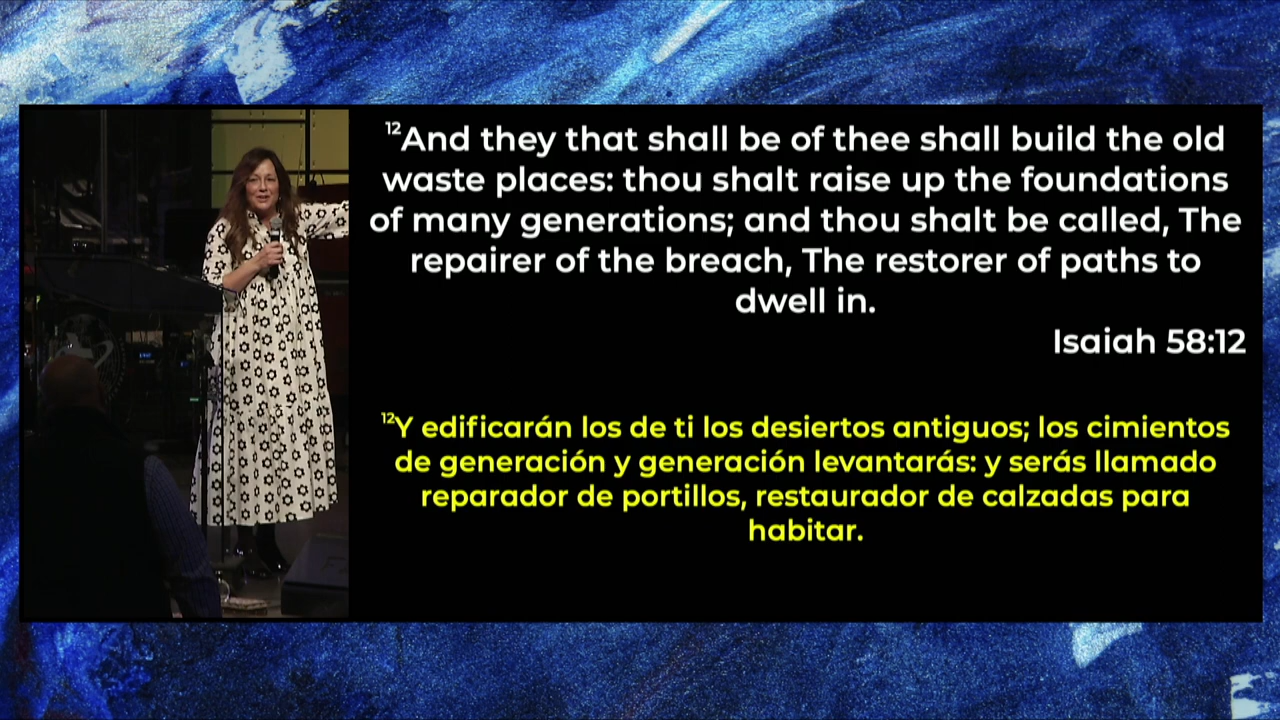 ¹²And they that shall be of thee shall build the old
waste places: thou shalt raise up the foundations
of many generations; and thou shalt be called, The
repairer of the breach, The restorer of paths to
dwell in.
Isaiah 58:12
¹²Y edificarán los de ti los desiertos antiguos; los cimientos
de generación y generación levantarás: y serás llamado
reparador de portillos, restaurador de calzadas para
habitar.